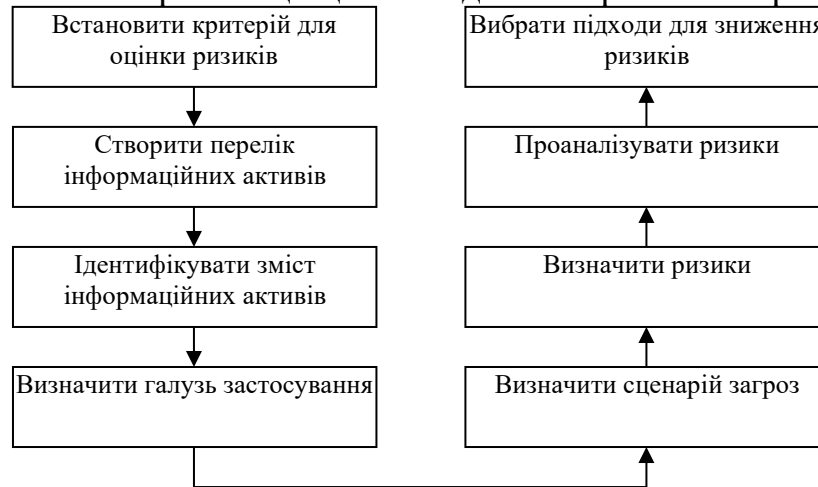 Встановити критерій для
оцінки ризиків
Створити перелік
інформаційних активів
Ідентифікувати зміст
інформаційних активів
Визначити галузь застосування
Визначити сценарій загроз
Визначити ризики
Проаналізувати ризики
Вибрати підходи для зниження
ризиків